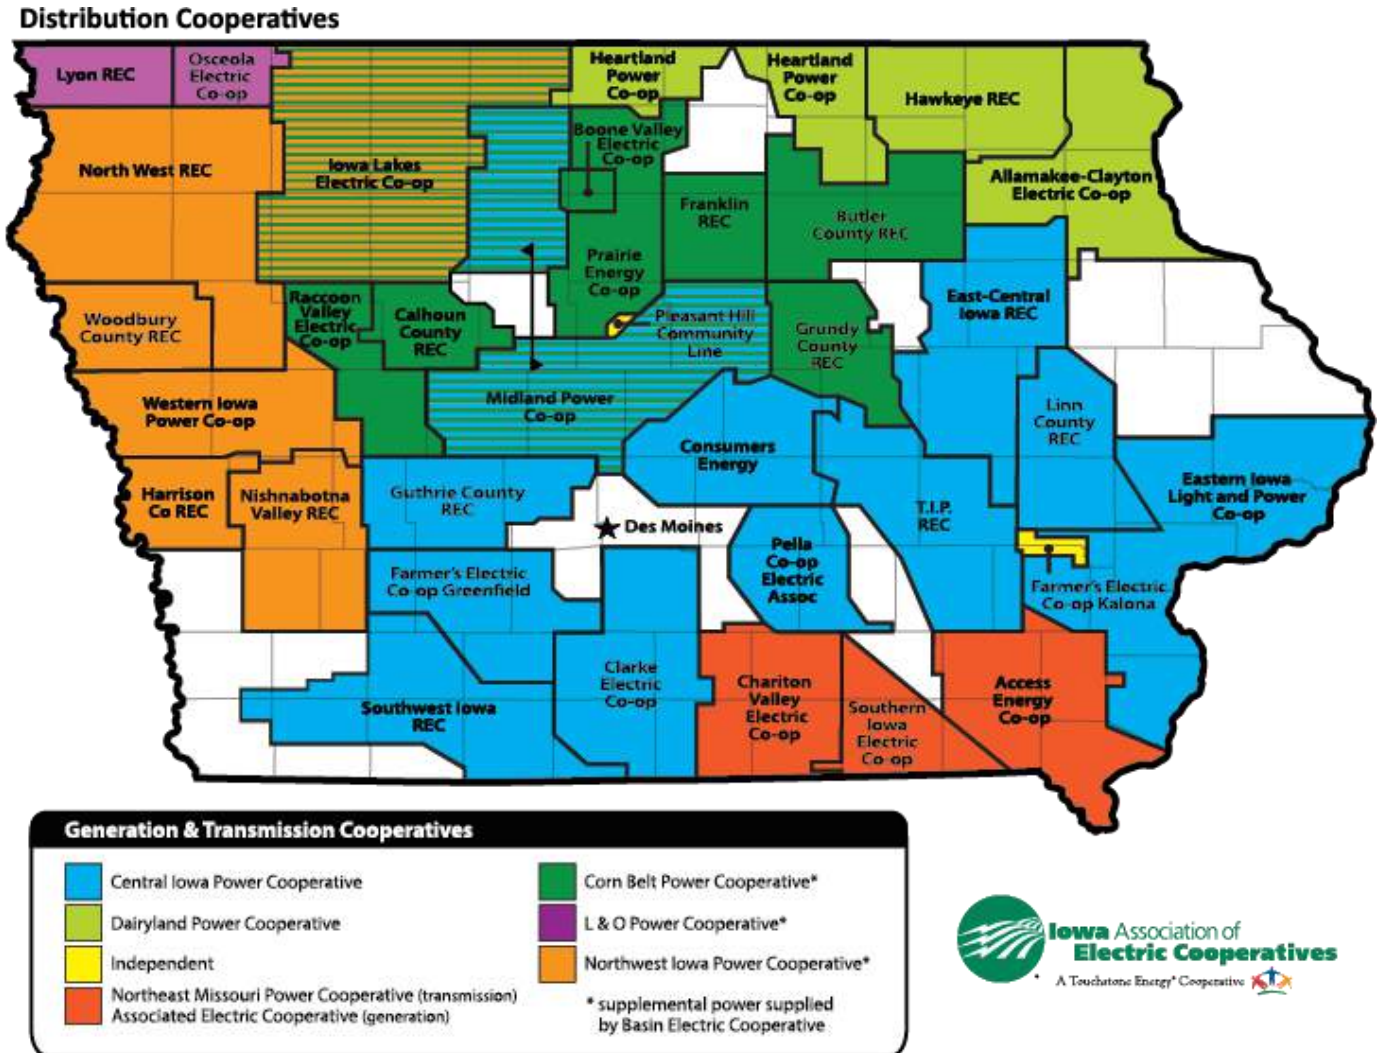 Distribution Cooperatives
Lyon REC
Osceola
Electric
Co-op
Heartland
Power
Co-op
Heartland
Power
Co-op
Hawkeye REC
North West REC
Iowa Lakes
Electric Co-op
Boone Valley
Electric
Co-op
Allamakee-Clayton
Electric Co-op
Franklin
REC
Butler
County REC
Prairie
Energy
Co-op
Woodbury
County REC
Raccoon
Valley
Electric
Co-op
Calhoun
County
REC
Pleasant Hill
Community
Line
Grundy
County
REC
East-Central
Iowa REC
Western Iowa
Power Co-op
Midland Power
Co-op
Consumers
Energy
Linn
County
REC
Harrison
Co REC
Nishnabotna
Valley REC
Guthrie County
REC
Des Moines
T.I.P.
REC
Eastern Iowa
Light and Power
Co-op
Pella
Co-op
Electric
Assoc
Farmer's Electric
Co-op Greenfield
Farmer's Electric
Co-op Kalona
Southwest Iowa
REC
Clarke
Electric
Co-op
Chariton
Valley
Electric
Co-op
Southern
Iowa
Electric
Co-op
Access
Energy
Co-op
Generation & Transmission Cooperatives
Central Iowa Power Cooperative
Dairyland Power Cooperative
Independent
Northeast Missouri Power Cooperative (transmission)
Associated Electric Cooperative (generation)
Corn Belt Power Cooperative*
L & O Power Cooperative*
Northwest Iowa Power Cooperative*
* supplemental power supplied
by Basin Electric Cooperative
Iowa Association of
Electric Cooperatives
A Touchstone Energy® Cooperative